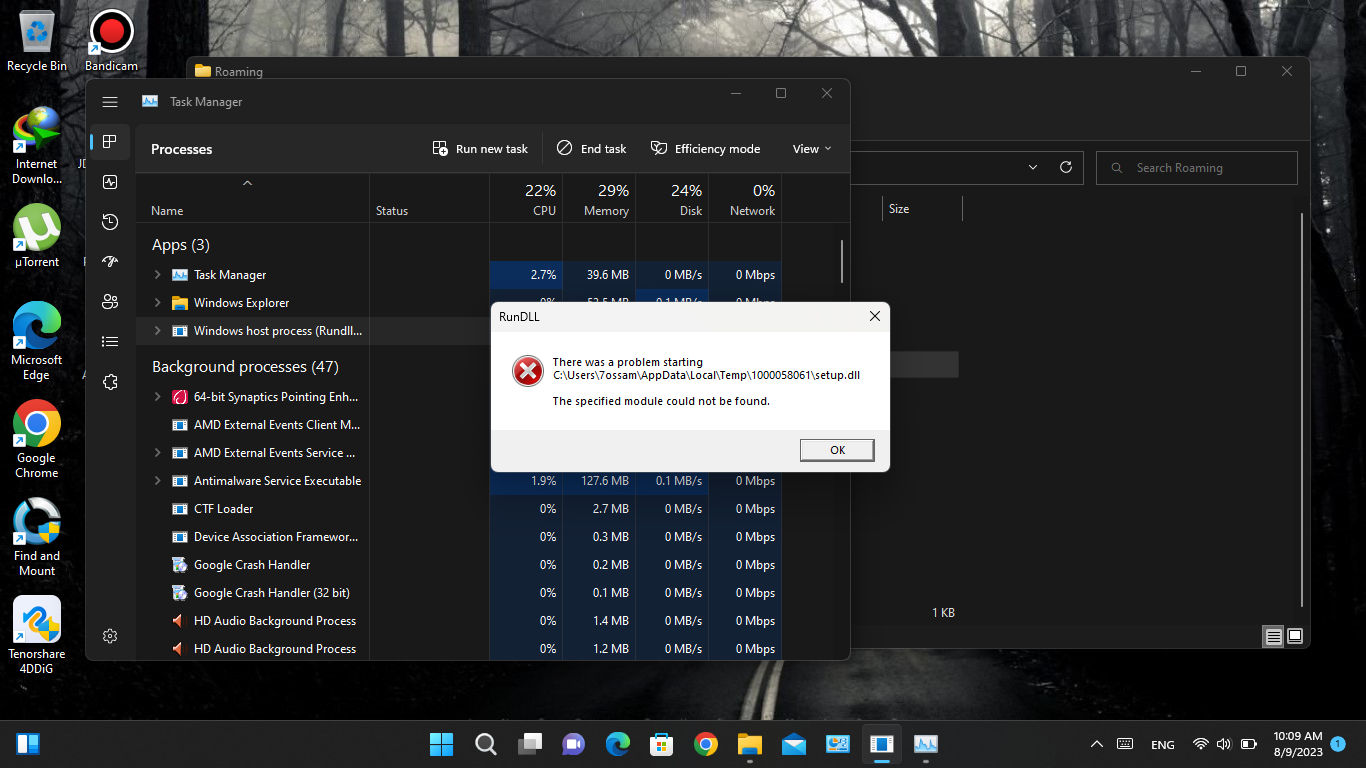 Recycle Bin
Bandicam
Internet
Downlo...
µTorrent
Microsoft
Edge
Google
Chrome
Find and
Mount
Tenorshare
4DDiG
Roaming
Search Roaming
Size
1 KB
Task Manager
Processes
Run new task
End task
Efficiency mode
View
22% 29% 24% 0%
Name Status CPU Memory Disk Network
Apps (3)
Task Manager 2.7% 39.6 MB 0 MB/s 0 Mbps
Windows Explorer
Windows host process (Rundll...
Background processes (47)
64-bit Synaptics Pointing Enh...
AMD External Events Client M...
AMD External Events Service ...
Antimalware Service Executable 1.9% 127.6 MB 0.1 MB/s 0 Mbps
CTF Loader 0% 2.7 MB 0 MB/s 0 Mbps
Device Association Framewor... 0% 0.3 MB 0 MB/s 0 Mbps
Google Crash Handler 0% 0.2 MB 0 MB/s 0 Mbps
Google Crash Handler (32 bit) 0% 0.1 MB 0 MB/s 0 Mbps
HD Audio Background Process 0% 1.4 MB 0 MB/s 0 Mbps
HD Audio Background Process 0% 1.2 MB 0 MB/s 0 Mbps
RunDLL
There was a problem starting
C:\Users\7ossam\AppData\Local\Temp\1000058061\setup.dll
The specified module could not be found.
OK
ENG
10:09 AM
8/9/2023
1